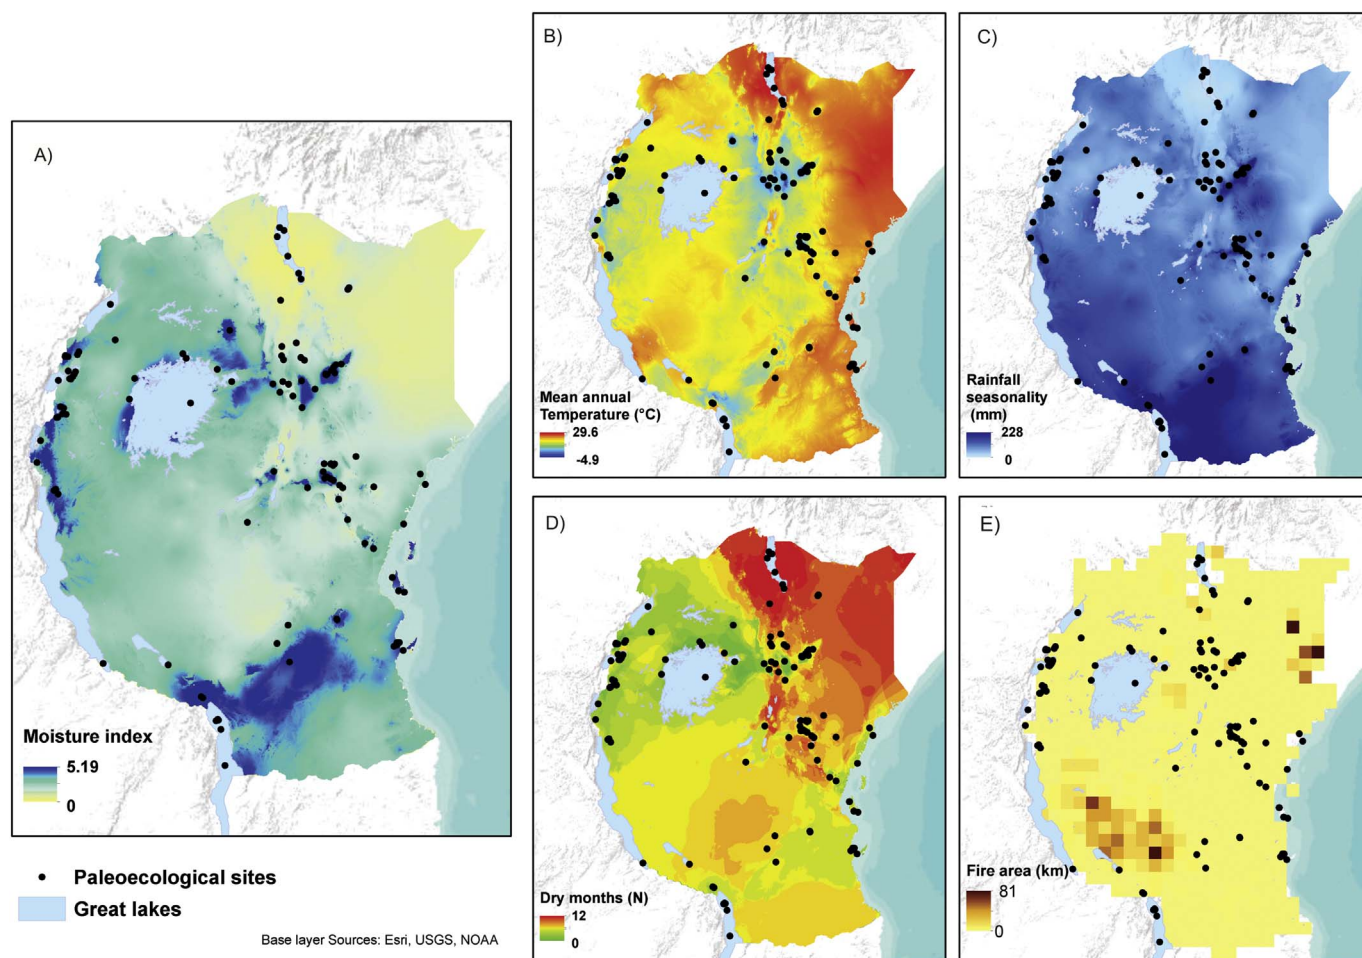 A)
Moisture index
5.19
0
Paleoecological sites
Great lakes
Base layer Sources: Esri, USGS, NOAA
B)
Mean annual
Temperature (°C)
29.6
-4.9
C)
Rainfall
seasonality
(mm)
228
0
D)
Dry months (N)
12
0
E)
Fire area (km)
81
0